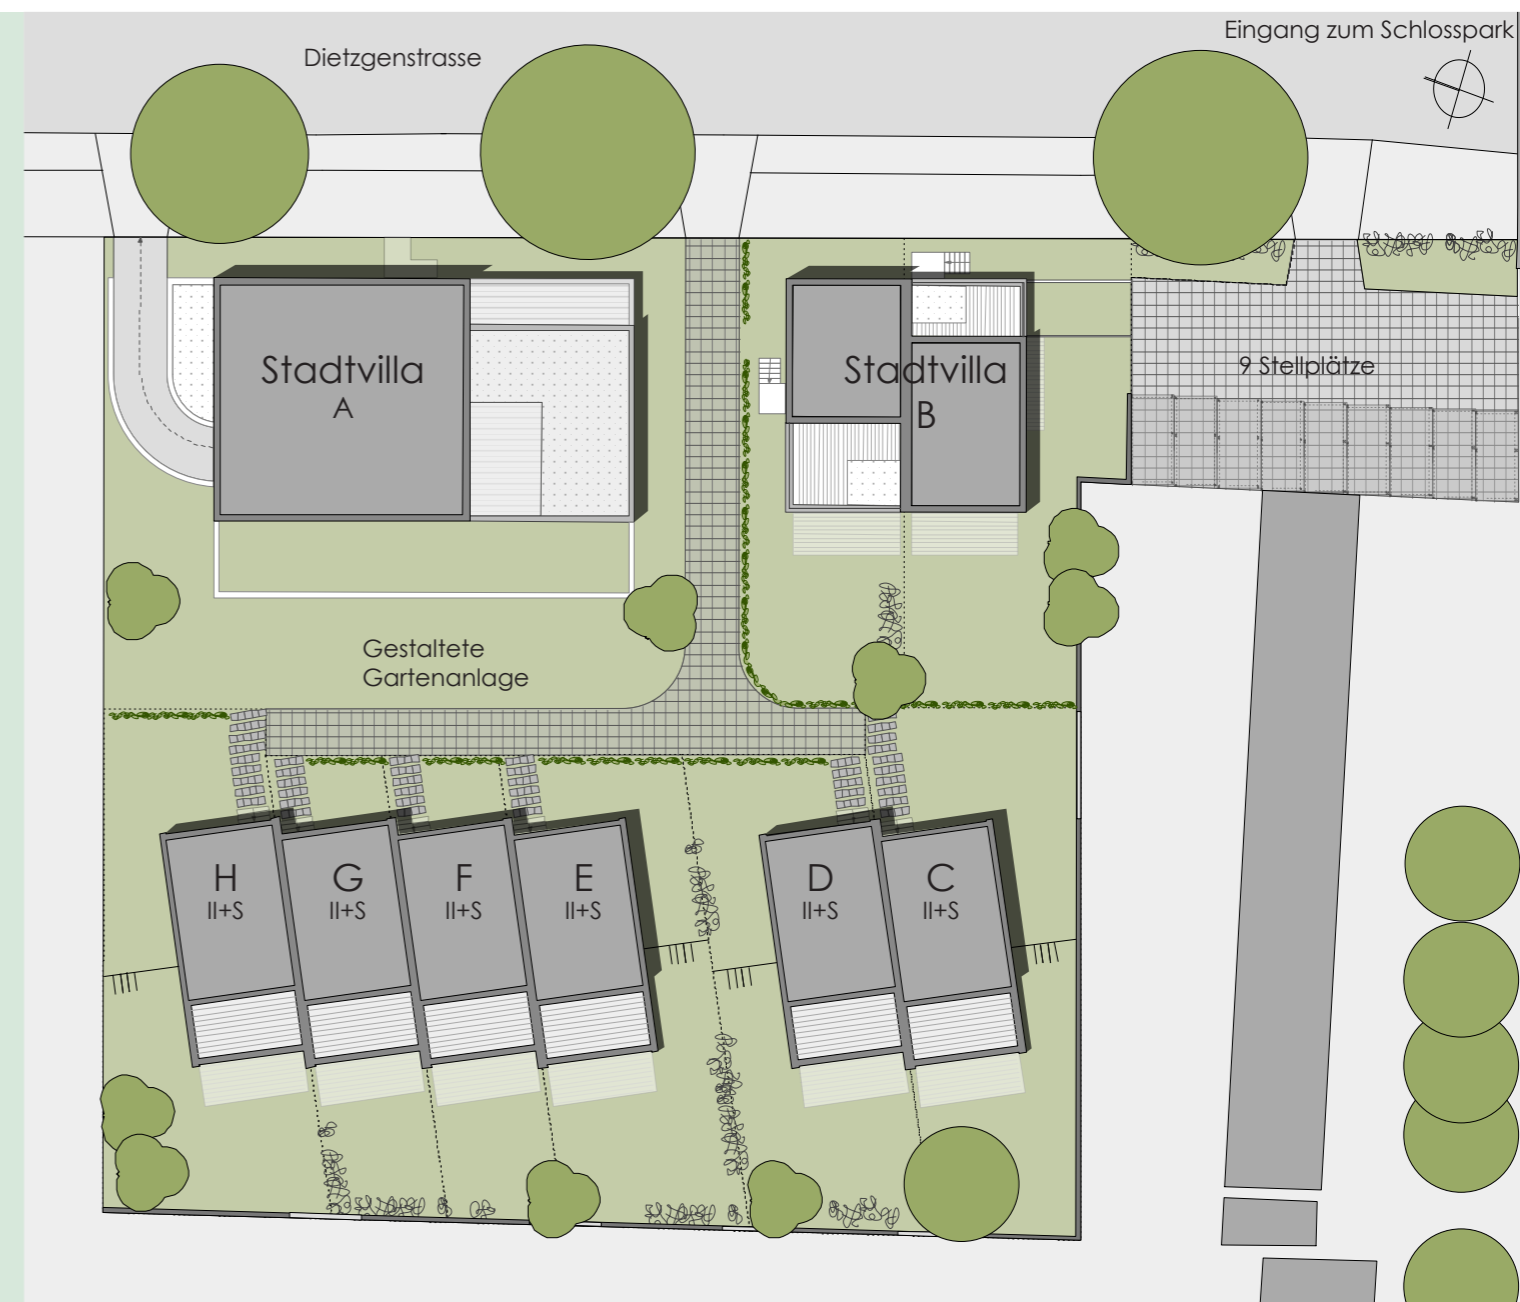 Eingang zum Schlosspark
Dietzgenstrasse
Stadtvilla
A
Stadtvilla
B
9 Stellplätze
Gestaltete
Gartenanlage
H
II+S
G
II+S
F
II+S
E
II+S
D
II+S
C
II+S